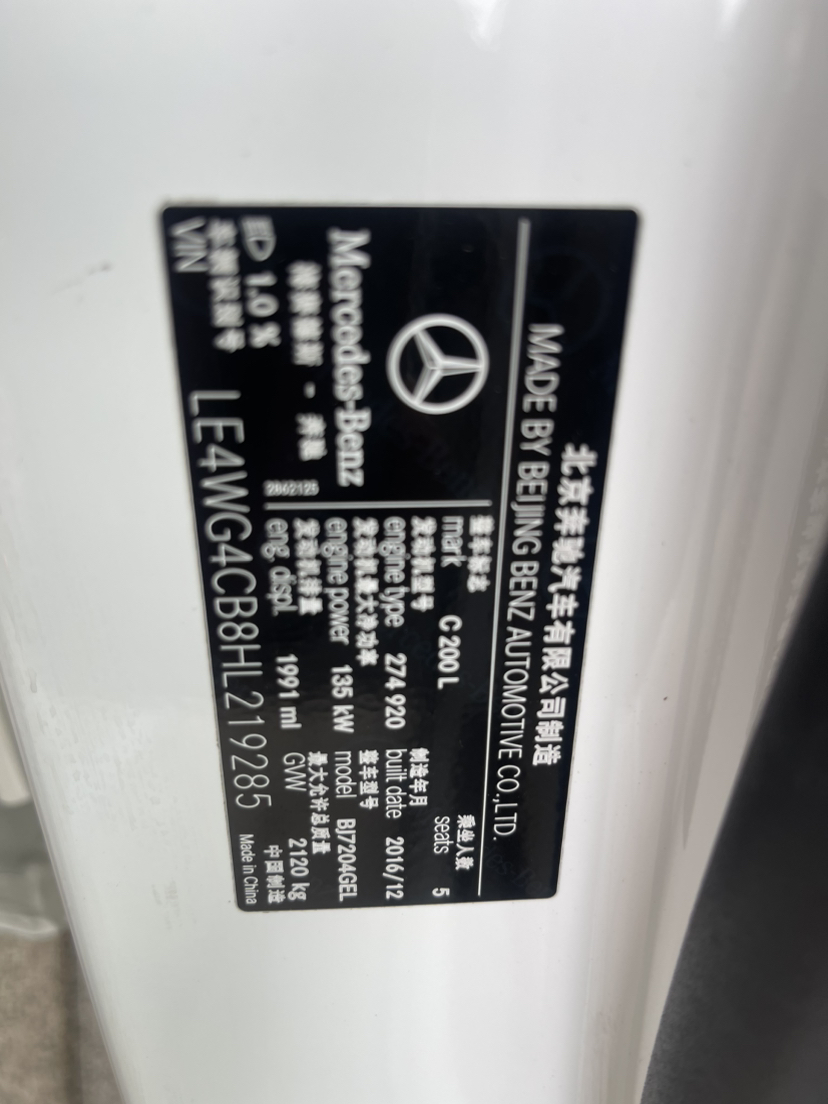 北京奔驰汽车有限公司制造
MADE BY BEIJING BENZ AUTOMOTIVE CO.,LTD.
Mercedes-Benz
梅赛德斯 - 奔驰
1.0 %
2862125
整车标志
mark C 200 L
乘坐人数
seats 5
发动机型号
engine type 274 920
制造年月
built date 2016/12
发动机最大净功率
engine power 135 kW
整车型号
model BJ7204GEL
发动机排量
eng. displ. 1991 ml
最大允许总质量
GVW 2120 kg
车辆识别号
VIN LE4WG4CB8HL219285
中国制造
Made in China